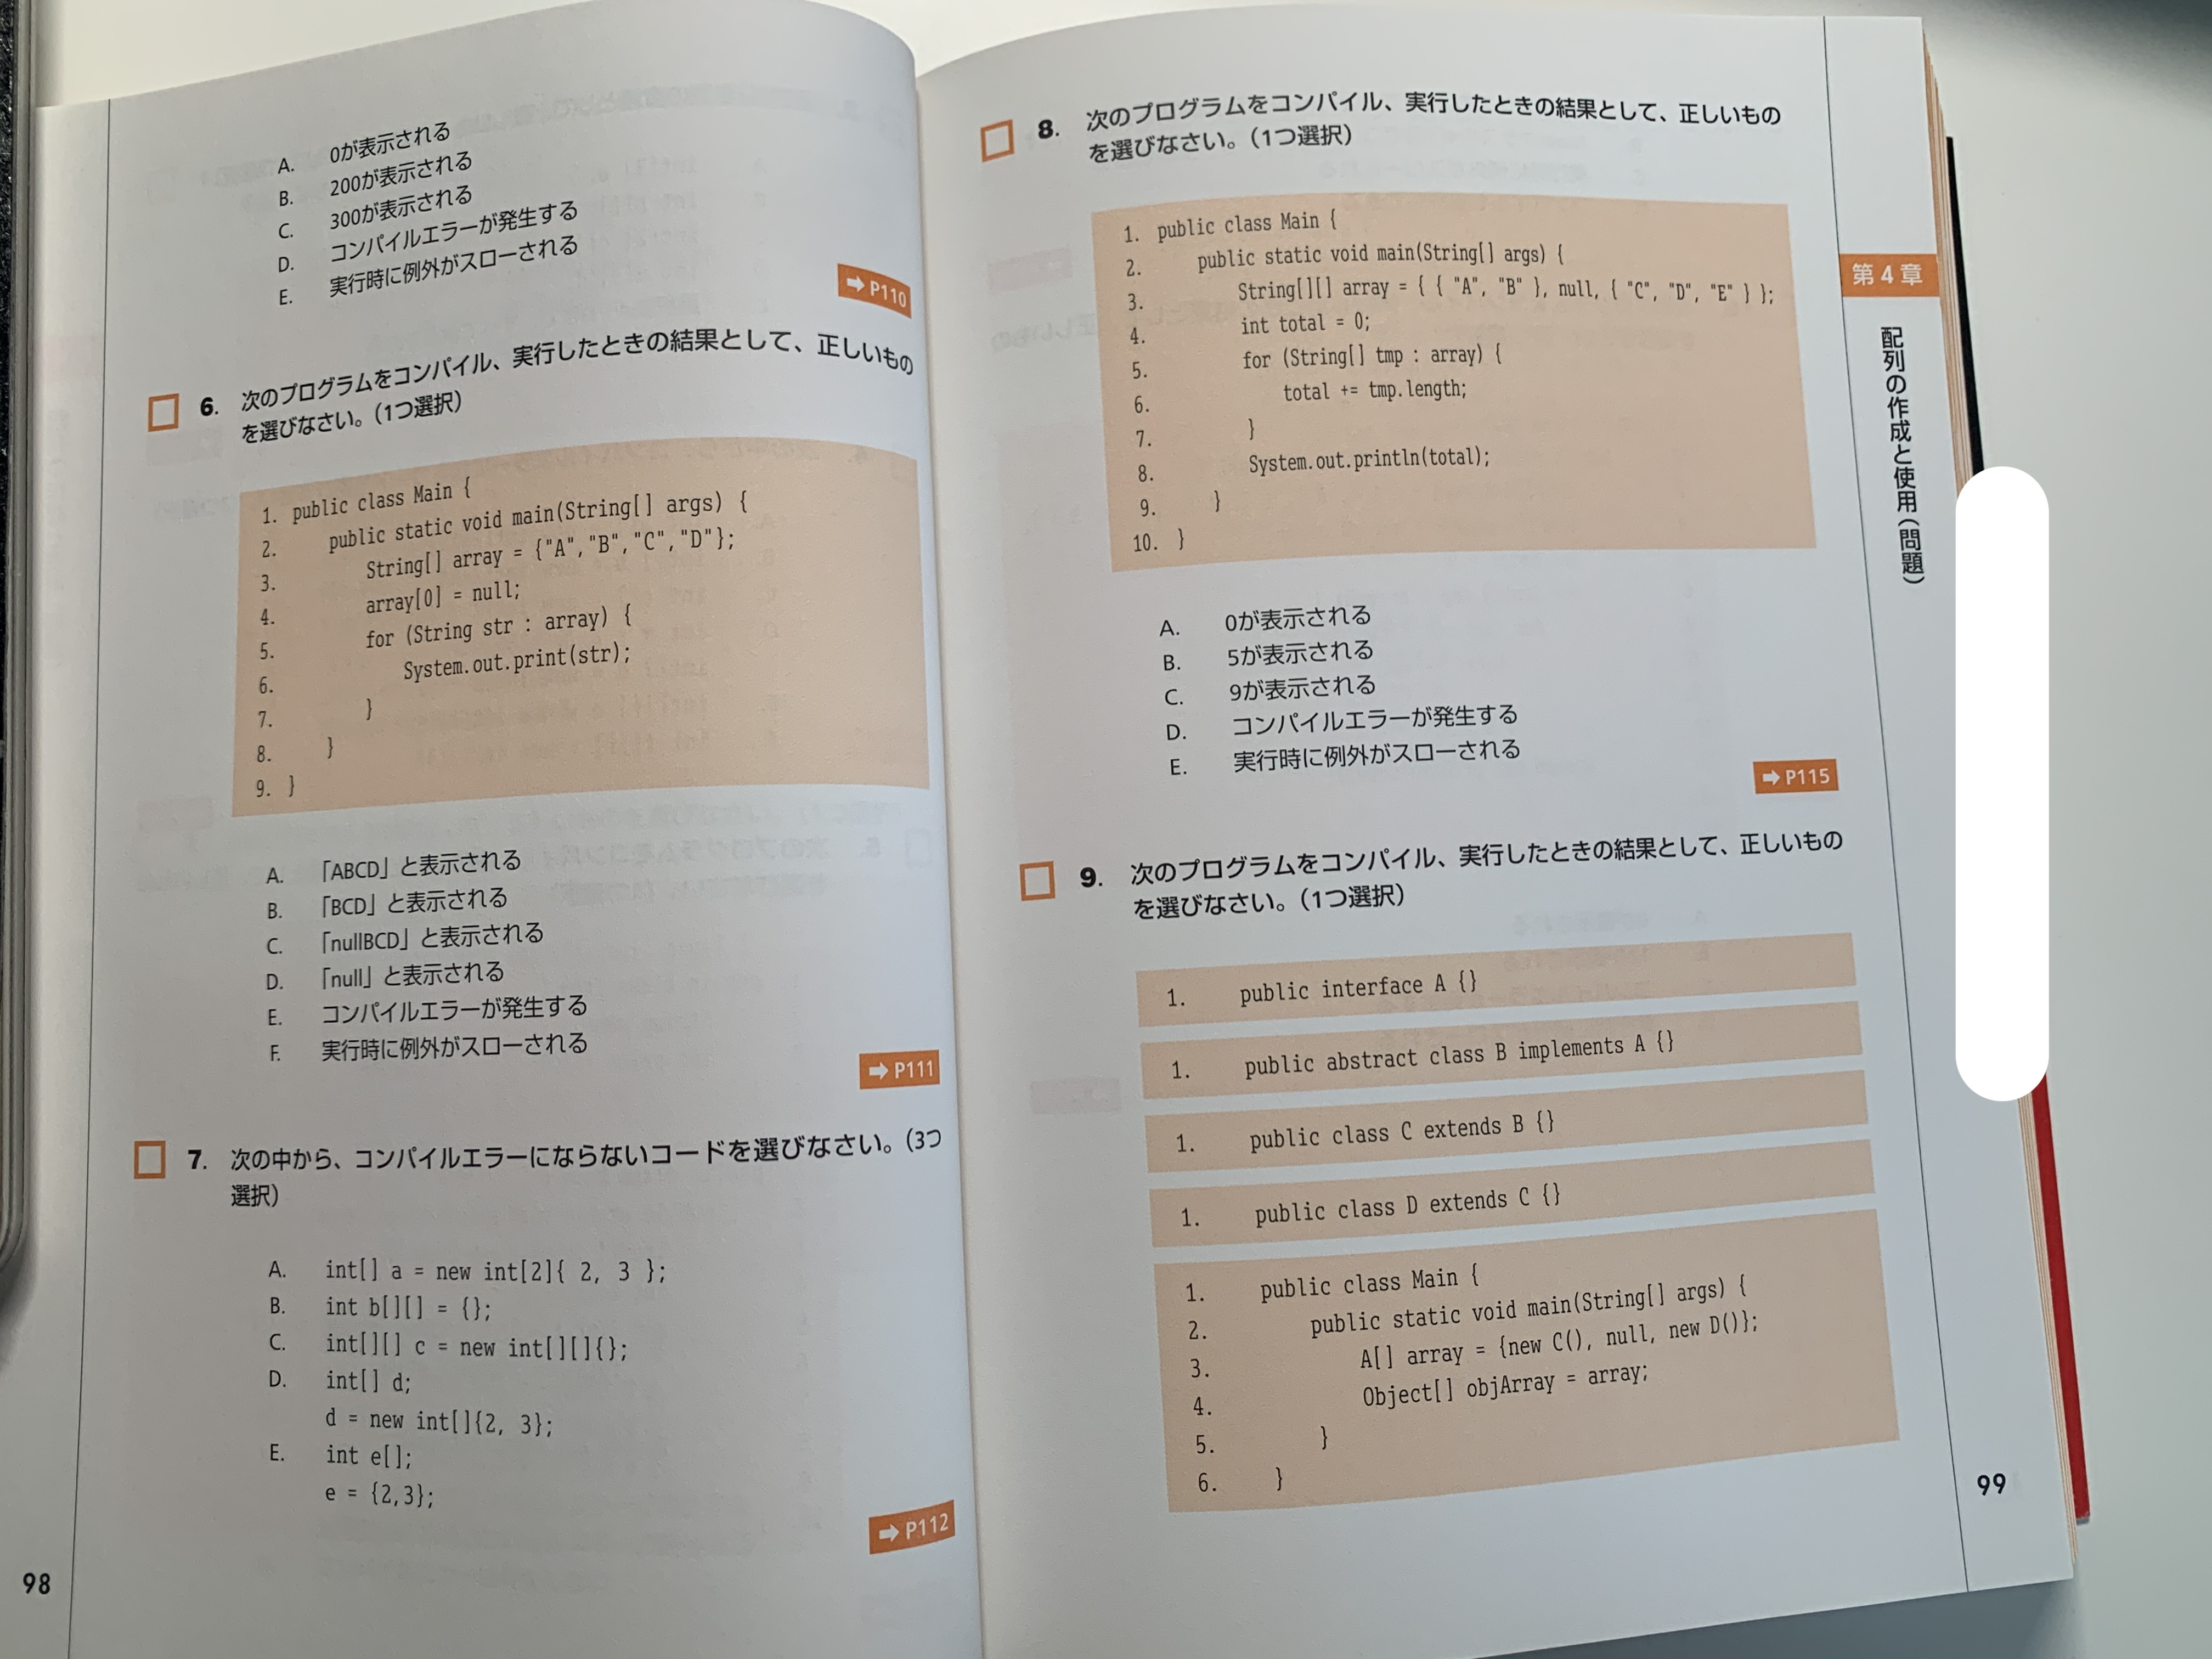 A. 0が表示される
B. 200が表示される
C. 300が表示される
D. コンパイルエラーが発生する
E. 実行時に例外がスローされる
➡P110
6. 次のプログラムをコンパイル、実行したときの結果として、正しいもの
を選びなさい。(1つ選択)
1. public class Main {
2. public static void main(String[] args) {
3. String[] array = {"A","B","C","D"};
4. array[0] = null;
5. for (String str : array) {
6. System.out.print(str);
7. }
8. }
9. }
A. 「ABCD」と表示される
B. 「BCD」と表示される
C. 「nullBCD」と表示される
D. 「null」と表示される
E. コンパイルエラーが発生する
F. 実行時に例外がスローされる
➡P111
7. 次の中から、コンパイルエラーにならないコードを選びなさい。(3つ
選択)
A. int[] a = new int[2]{ 2, 3 };
B. int b[][] = {};
C. int[][] c = new int[][]{};
D. int[] d;
d = new int[]{2, 3};
E. int e[];
e = {2,3};
➡P112
98
8. 次のプログラムをコンパイル、実行したときの結果として、正しいもの
を選びなさい。(1つ選択)
1. public class Main {
2. public static void main(String[] args) {
3. String[][] array = { { "A", "B" }, null, { "C", "D", "E" } };
4. int total = 0;
5. for (String[] tmp : array) {
6. total += tmp.length;
7. }
8. System.out.println(total);
9. }
10. }
A. 0が表示される
B. 5が表示される
C. 9が表示される
D. コンパイルエラーが発生する
E. 実行時に例外がスローされる
➡P115
9. 次のプログラムをコンパイル、実行したときの結果として、正しいもの
を選びなさい。(1つ選択)
1. public interface A {}
1. public abstract class B implements A {}
1. public class C extends B {}
1. public class D extends C {}
1. public class Main {
2. public static void main(String[] args) {
3. A[] array = {new C(), null, new D()};
4. Object[] objArray = array;
5. }
6. }
第4章
配列の作成と使用(問題)
99